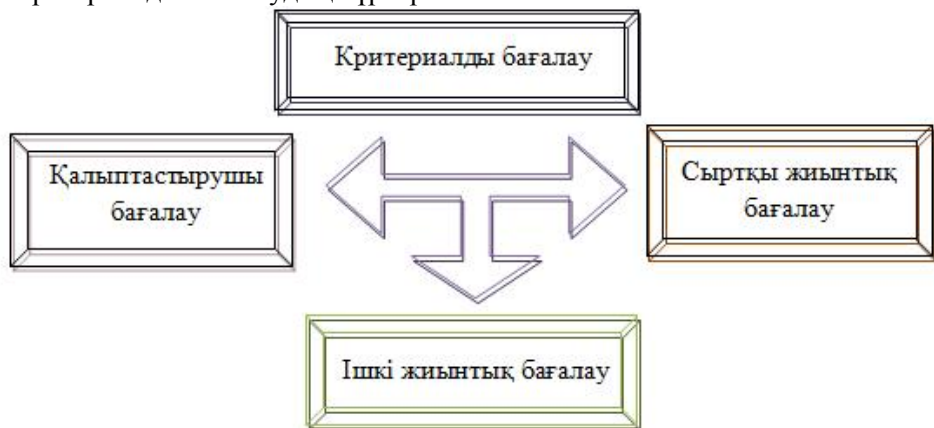 Критериалды бағалау
Қалыптастырушы
бағалау
Сыртқы жиынтық
бағалау
Ішкі жиынтық бағалау